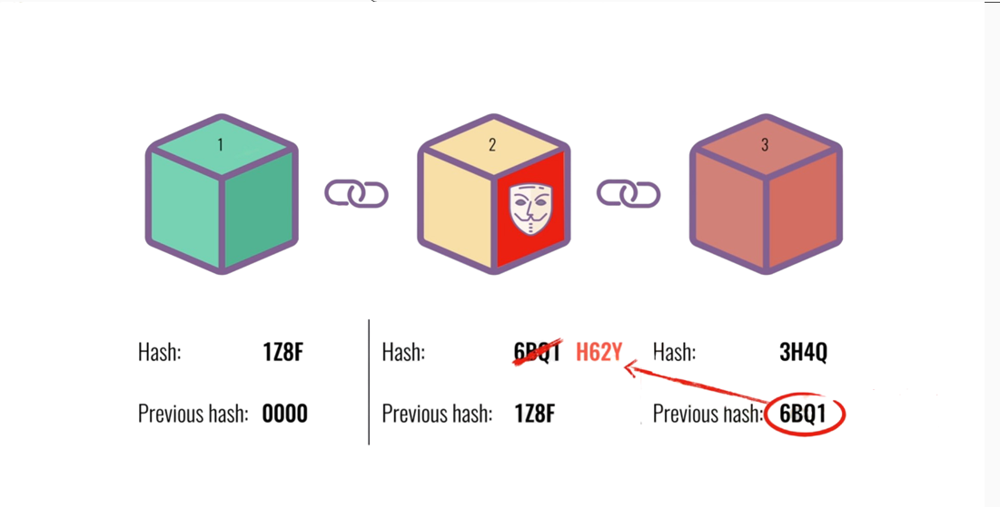 1
2
3
Hash: 1Z8F
Previous hash: 0000
Hash: 6BQ1 H62Y
Previous hash: 1Z8F
Hash: 3H4Q
Previous hash: 6BQ1